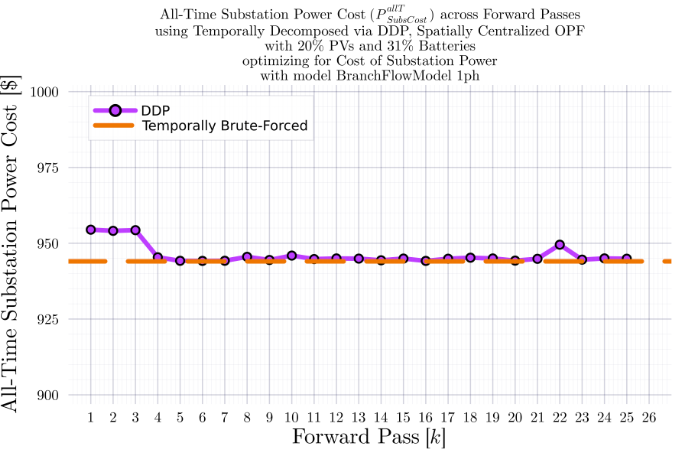 All-Time Substation Power Cost (P^{allT}_{SubsCost}) across Forward Passes
using Temporally Decomposed via DDP, Spatially Centralized OPF
with 20% PVs and 31% Batteries
optimizing for Cost of Substation Power
with model BranchFlowModel 1ph
All-Time Substation Power Cost [$]
1000
975
950
925
900
DDP
Temporally Brute-Forced
1 2 3 4 5 6 7 8 9 10 11 12 13 14 15 16 17 18 19 20 21 22 23 24 25 26
Forward Pass [k]